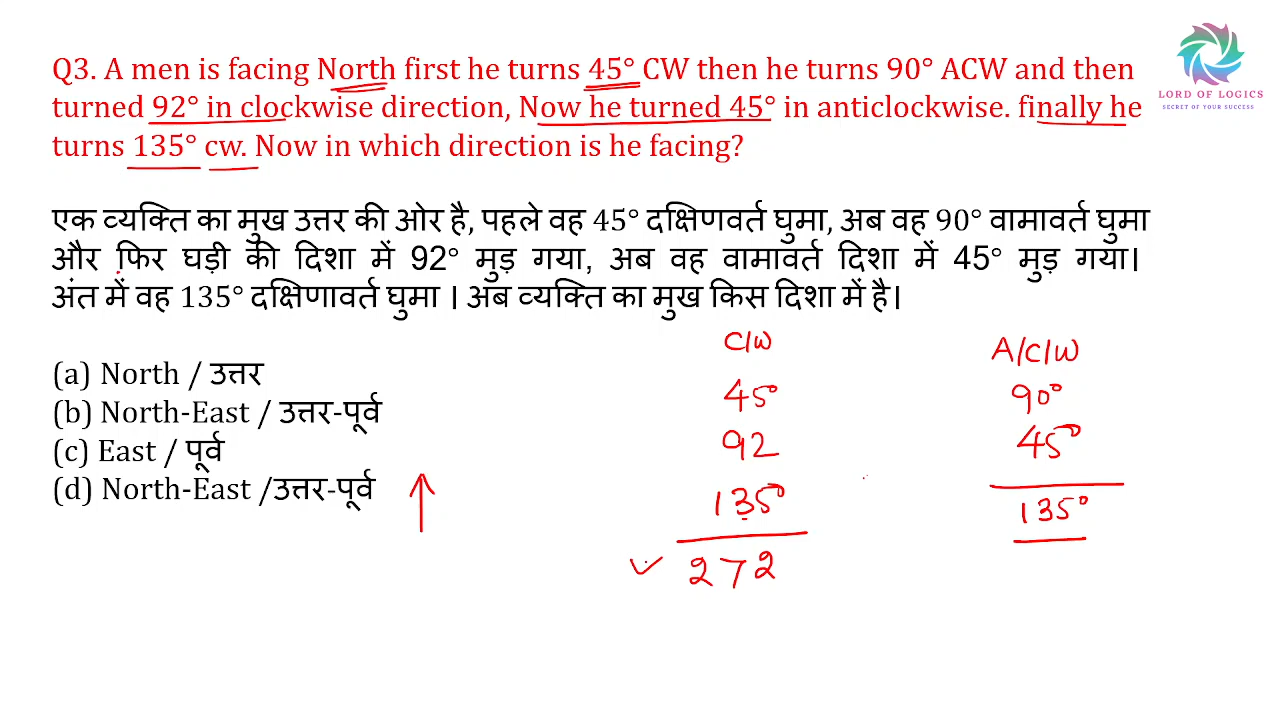 Q3. A men is facing North first he turns 45° CW then he turns 90° ACW and then
turned 92° in clockwise direction, Now he turned 45° in anticlockwise. finally he
turns 135° cw. Now in which direction is he facing?
LORD OF LOGICS
SECRET OF YOUR SUCCESS
एक व्यक्ति का मुख उत्तर की ओर है, पहले वह 45° दक्षिणवर्त घुमा, अब वह 90° वामावर्त घुमा
और फिर घड़ी की दिशा में 92° मुड़ गया, अब वह वामावर्त दिशा में 45° मुड़ गया।
अंत में वह 135° दक्षिणावर्त घुमा । अब व्यक्ति का मुख किस दिशा में है।
(a) North / उत्तर
(b) North-East / उत्तर-पूर्व
(c) East / पूर्व
(d) North-East /उत्तर-पूर्व
C/W
45°
92
135°
272
A/C/W
90°
45°
135°